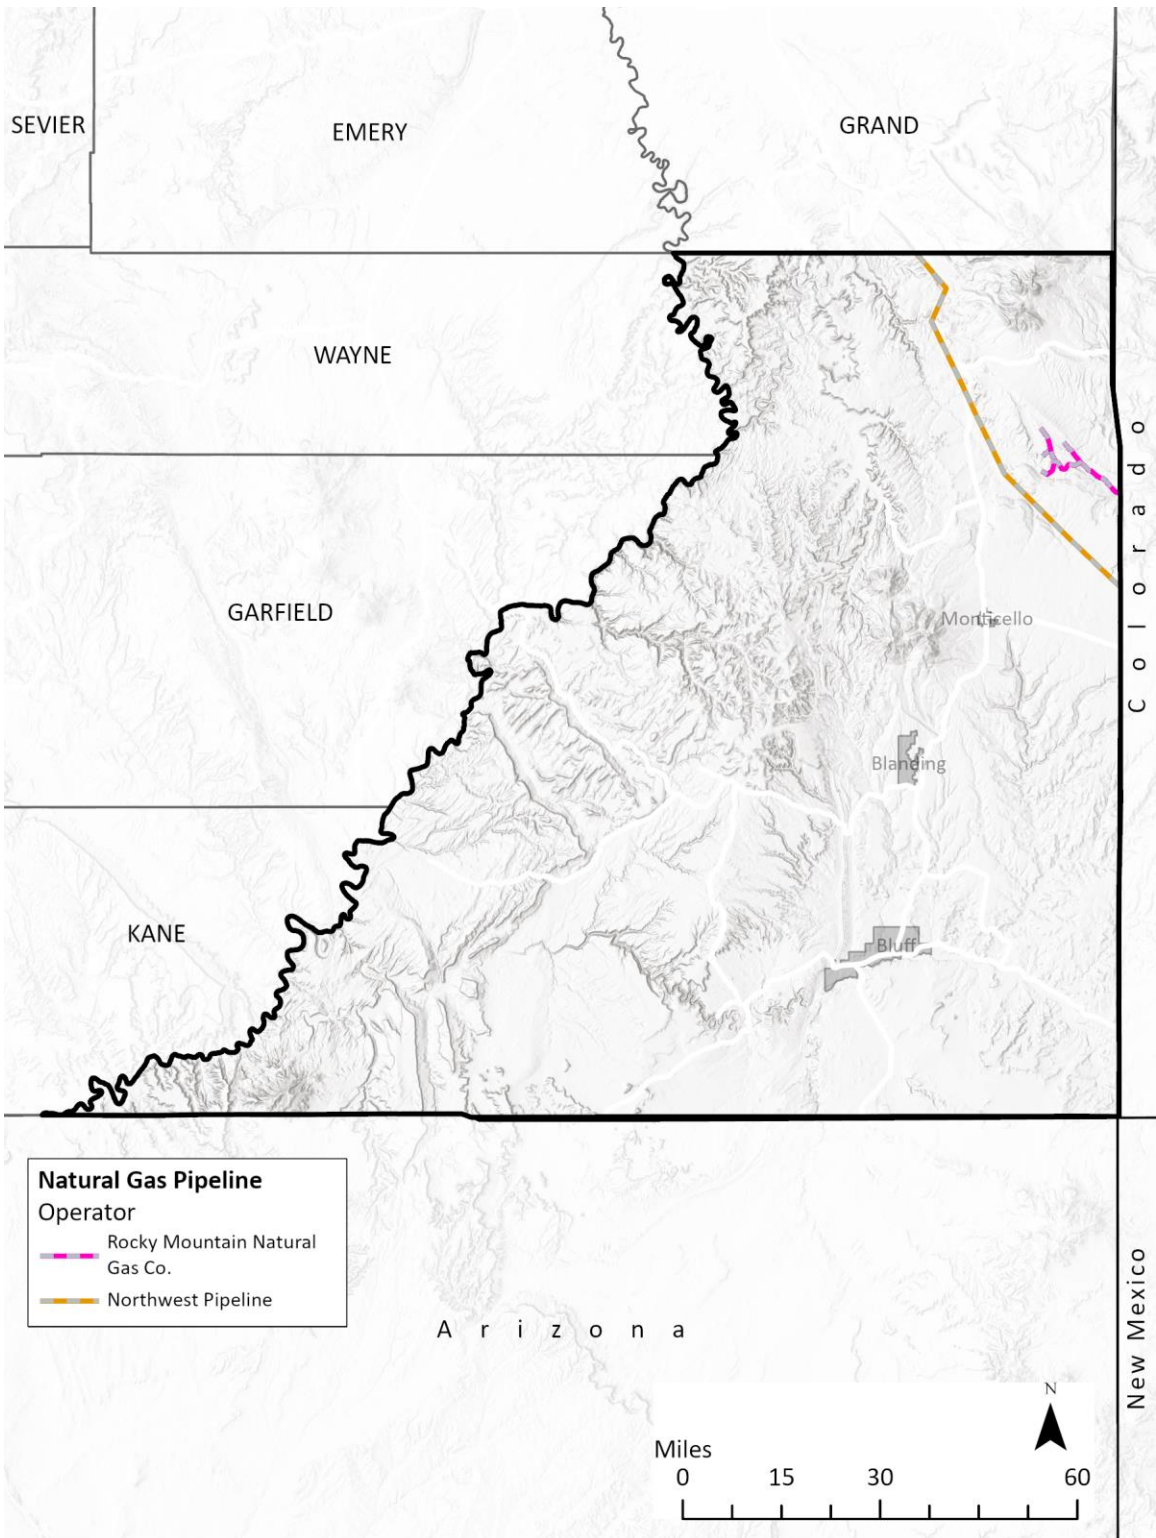 SEVIER
EMERY
GRAND
WAYNE
Colorado
GARFIELD
Monticello
Blanding
KANE
Bluff
Natural Gas Pipeline
Operator
Rocky Mountain Natural
Gas Co.
Northwest Pipeline
Arizona
New Mexico
N
Miles
0 15 30 60